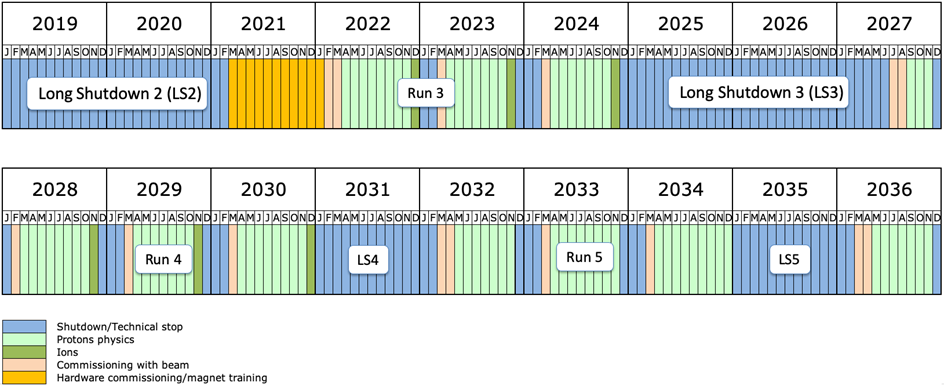 2019 2020 2021 2022 2023 2024 2025 2026 2027
J F M A M J J A S O N D J F M A M J J A S O N D J F M A M J J A S O N D J F M A M J J A S O N D J F M A M J J A S O N D J F M A M J J A S O N D J F M A M J J A S O N D J F M A M J J A S O N D J F M A M J J A S O N D
Long Shutdown 2 (LS2) Run 3 Long Shutdown 3 (LS3)
2028 2029 2030 2031 2032 2033 2034 2035 2036
J F M A M J J A S O N D J F M A M J J A S O N D J F M A M J J A S O N D J F M A M J J A S O N D J F M A M J J A S O N D J F M A M J J A S O N D J F M A M J J A S O N D J F M A M J J A S O N D J F M A M J J A S O N D
Run 4 LS4 Run 5 LS5
Shutdown/Technical stop
Protons physics
Ions
Commissioning with beam
Hardware commissioning/magnet training